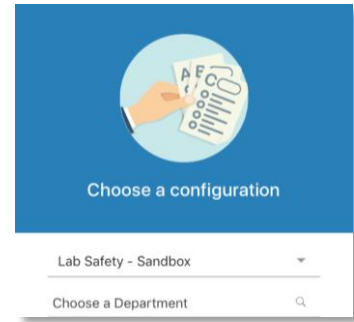 A B C
Choose a configuration
Lab Safety - Sandbox
Choose a Department